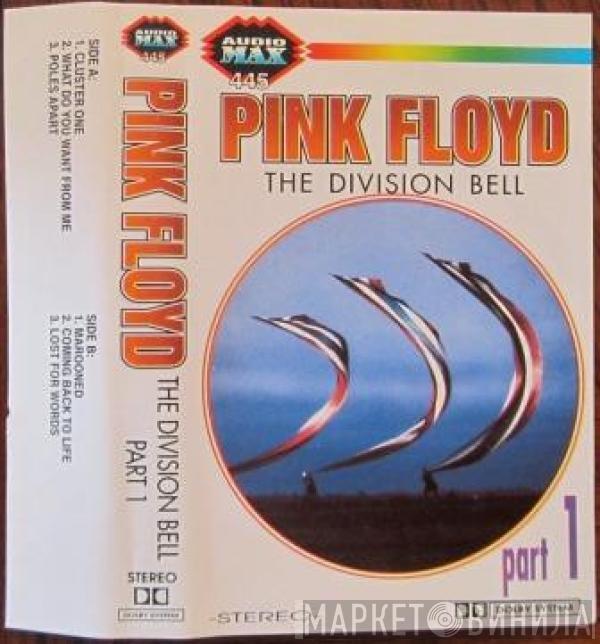 SIDE A:
1. CLUSTER ONE
2. WHAT DO YOU WANT FROM ME
3. POLES APART
SIDE B:
1. MAROONED
2. COMING BACK TO LIFE
3. LOST FOR WORDS
AUDIO
MAX
445
PINK FLOYD
THE DIVISION BELL
PART 1
STEREO
DOLBY SYSTEM
AUDIO
MAX
445
PINK FLOYD
THE DIVISION BELL
part 1
STEREO
DOLBY SYSTEM
МАРКЕТ ВИНИЛА